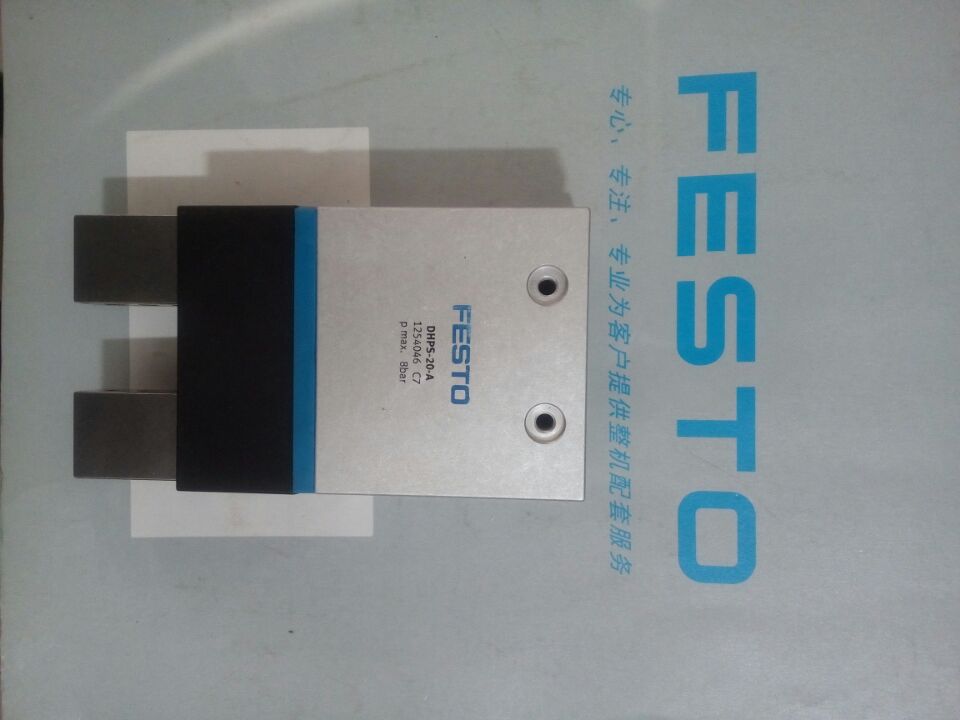 FESTO
专心、专注、专业为客户提供整机配套服务
FESTO
DHPS-20-A
1254046 C7
p max. 8bar